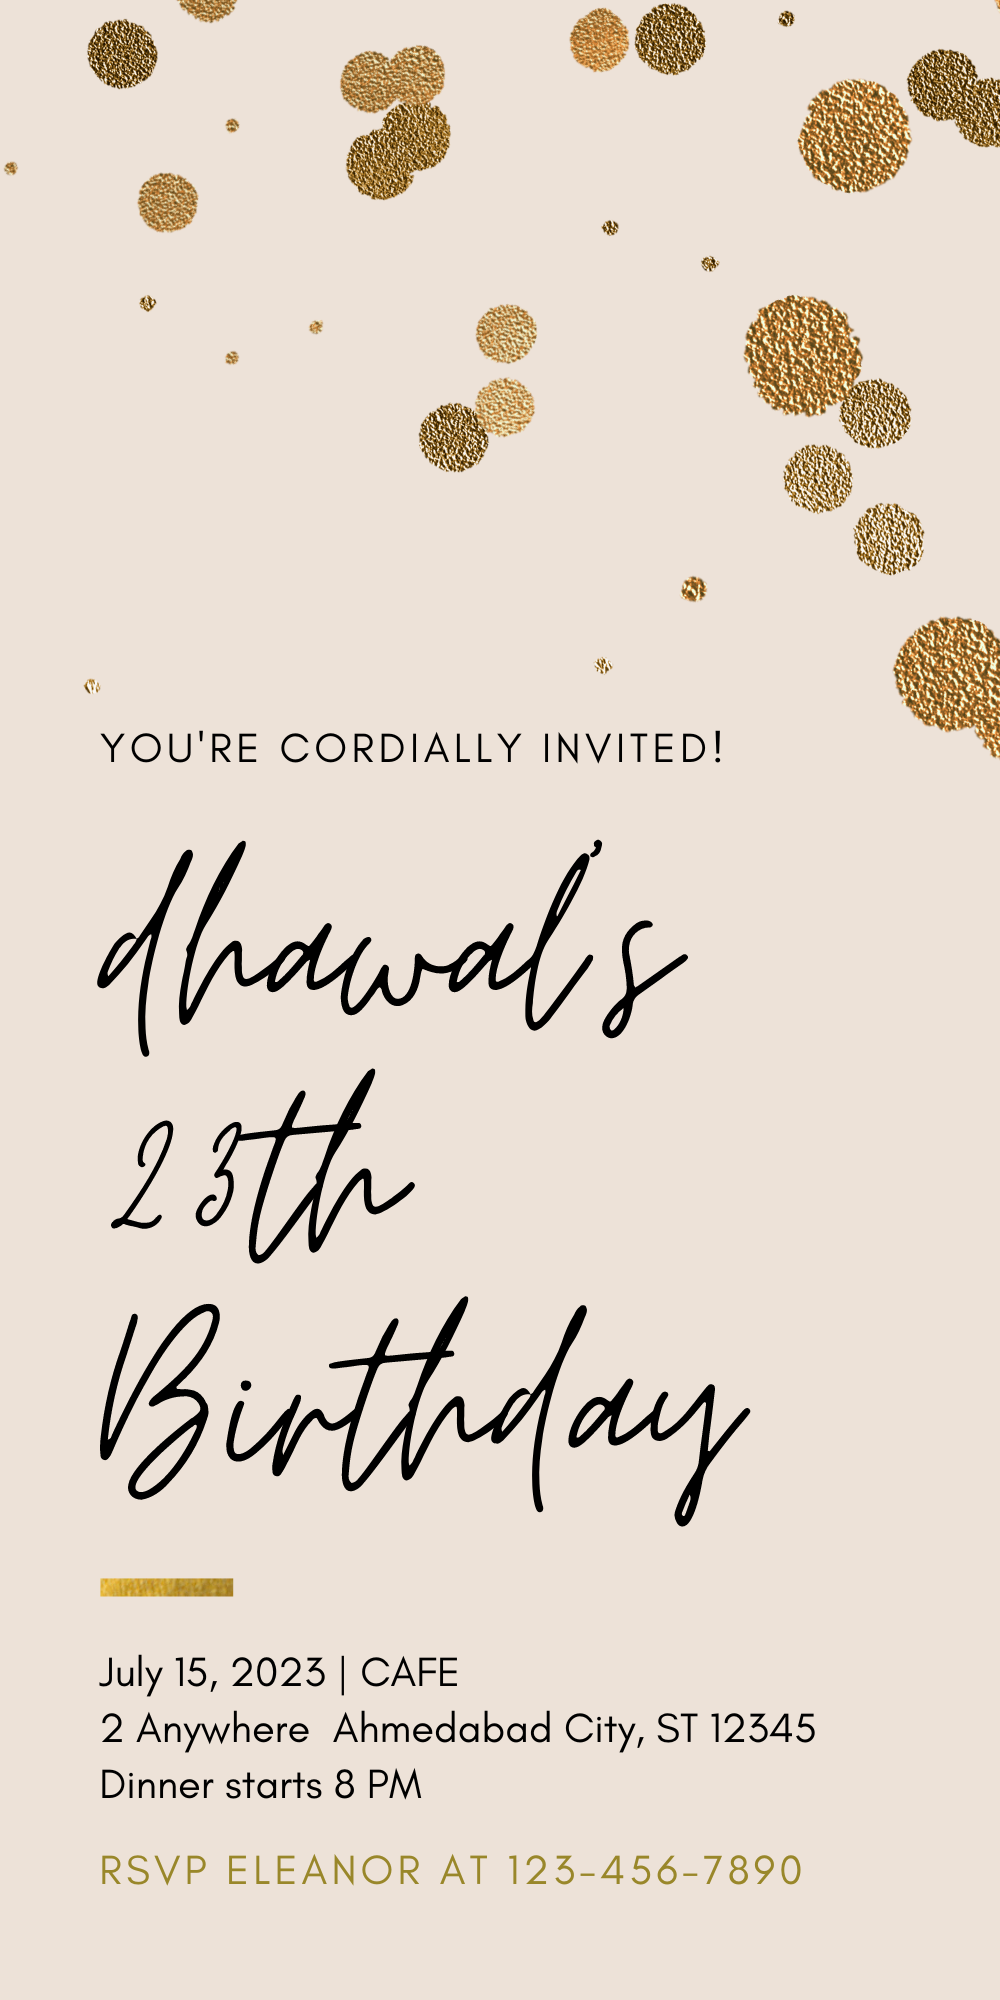 YOU'RE CORDIALLY INVITED!
dhawal's
23th
Birthday
July 15, 2023 | CAFE
2 Anywhere  Ahmedabad City, ST 12345
Dinner starts 8 PM
RSVP ELEANOR AT 123-456-7890